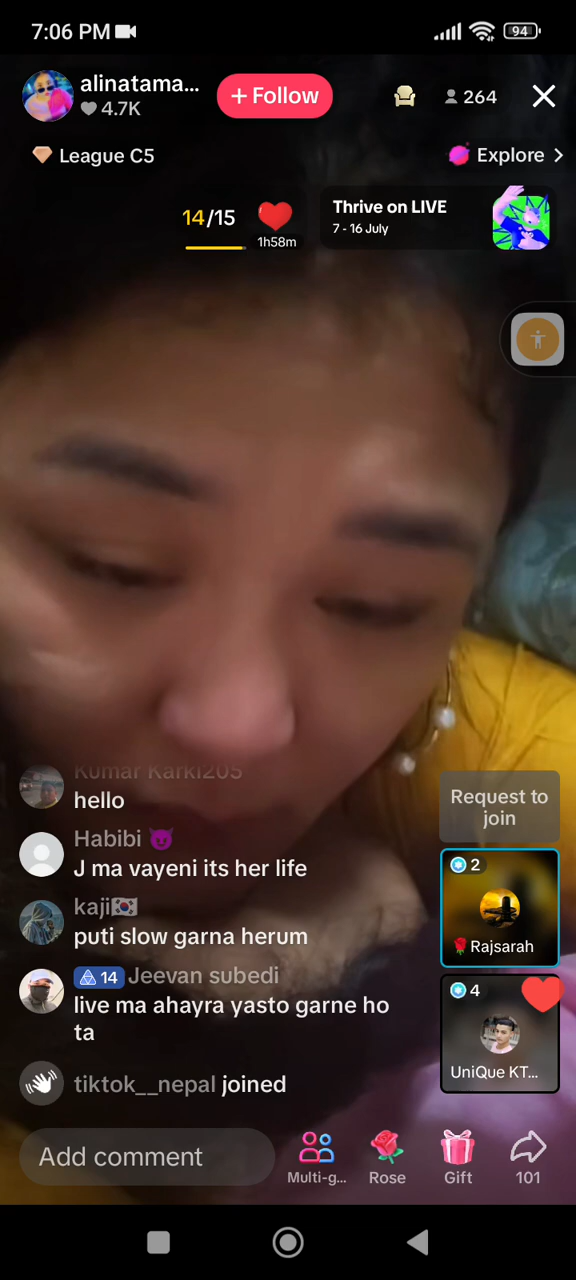 7:06 PM
94
alinatama...
4.7K
+ Follow
264
League C5
Explore
14/15
1h58m
Thrive on LIVE
7 - 16 July
Kumar Karki205
hello
Habibi 😈
J ma vayeni its her life
kaji🇰🇷
puti slow garna herum
14 Jeevan subedi
live ma ahayra yasto garne ho
ta
tiktok__nepal joined
Request to
join
2
🌹Rajsarah
4
UniQue KT...
Add comment
Multi-g...
Rose
Gift
101